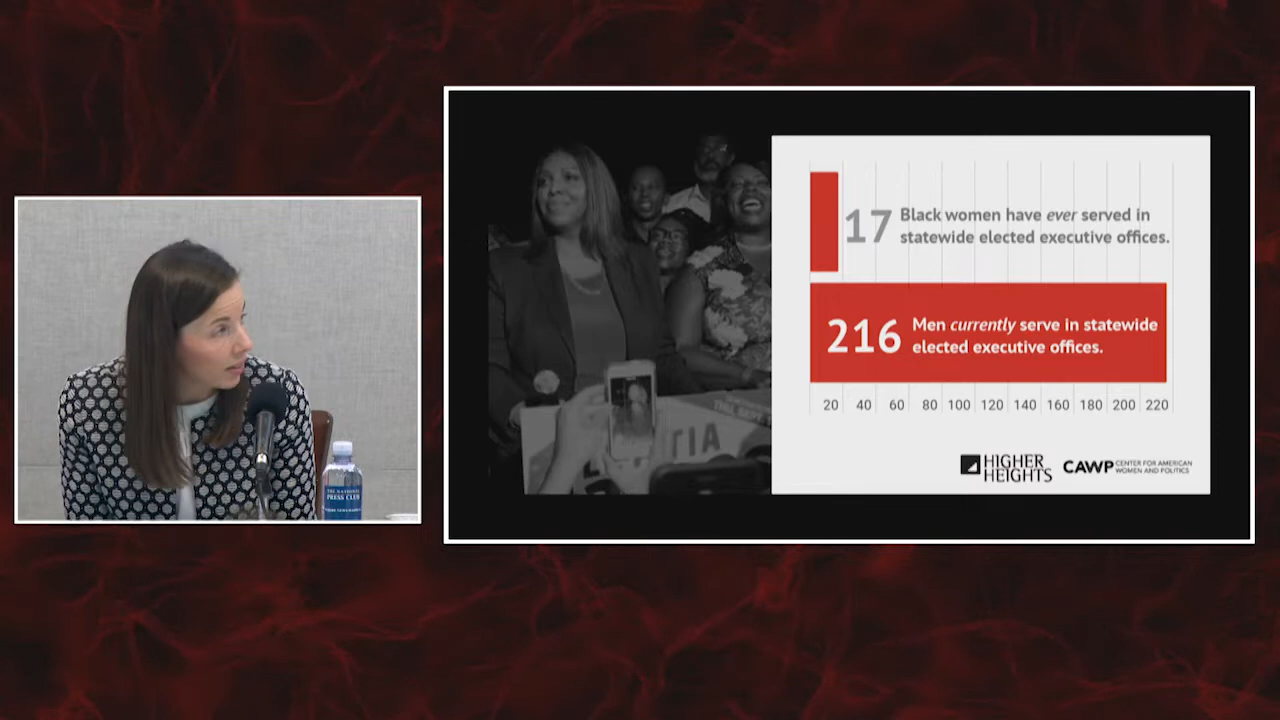 17 Black women have ever served in
statewide elected executive offices.
216 Men currently serve in statewide
elected executive offices.
20 40 60 80 100 120 140 160 180 200 220
HIGHER
HEIGHTS
CAWP CENTER FOR AMERICAN
WOMEN AND POLITICS
TIA
THE NATIONAL
PRESS CLUB